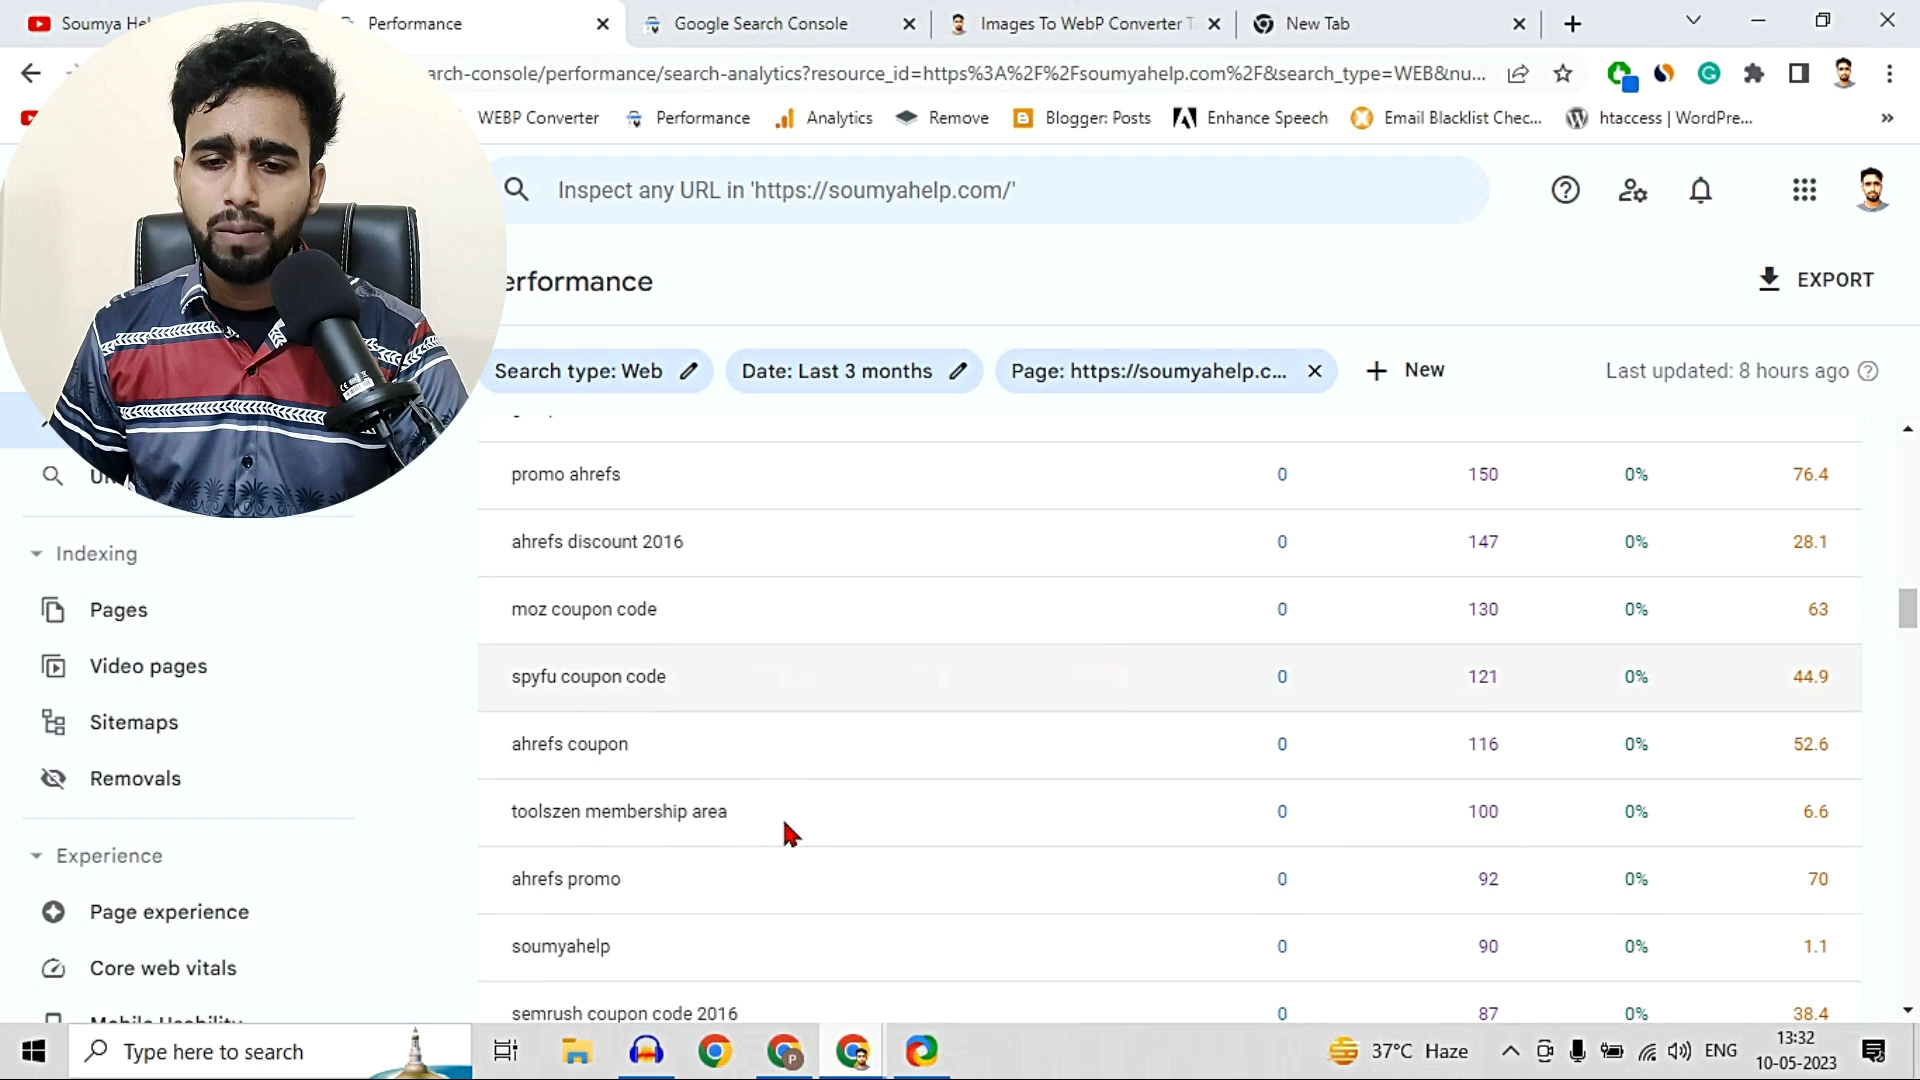 Soumya Hel
Performance
Google Search Console
Images To WebP Converter T
New Tab
arch-console/performance/search-analytics?resource_id=https%3A%2F%2Fsoumyahelp.com%2F&search_type=WEB&nu...
WEBP Converter
Performance
Analytics
Remove
Blogger: Posts
Enhance Speech
Email Blacklist Chec...
htaccess | WordPre...
»
Inspect any URL in 'https://soumyahelp.com/'
erformance
EXPORT
Search type: Web
Date: Last 3 months
Page: https://soumyahelp.c...
+ New
Last updated: 8 hours ago
promo ahrefs 0 150 0% 76.4
ahrefs discount 2016 0 147 0% 28.1
moz coupon code 0 130 0% 63
spyfu coupon code 0 121 0% 44.9
ahrefs coupon 0 116 0% 52.6
toolszen membership area 0 100 0% 6.6
ahrefs promo 0 92 0% 70
soumyahelp 0 90 0% 1.1
semrush coupon code 2016 0 87 0% 38.4
Indexing
Pages
Video pages
Sitemaps
Removals
Experience
Page experience
Core web vitals
Mobile Usability
Type here to search
P
37°C Haze
ENG
13:32
10-05-2023